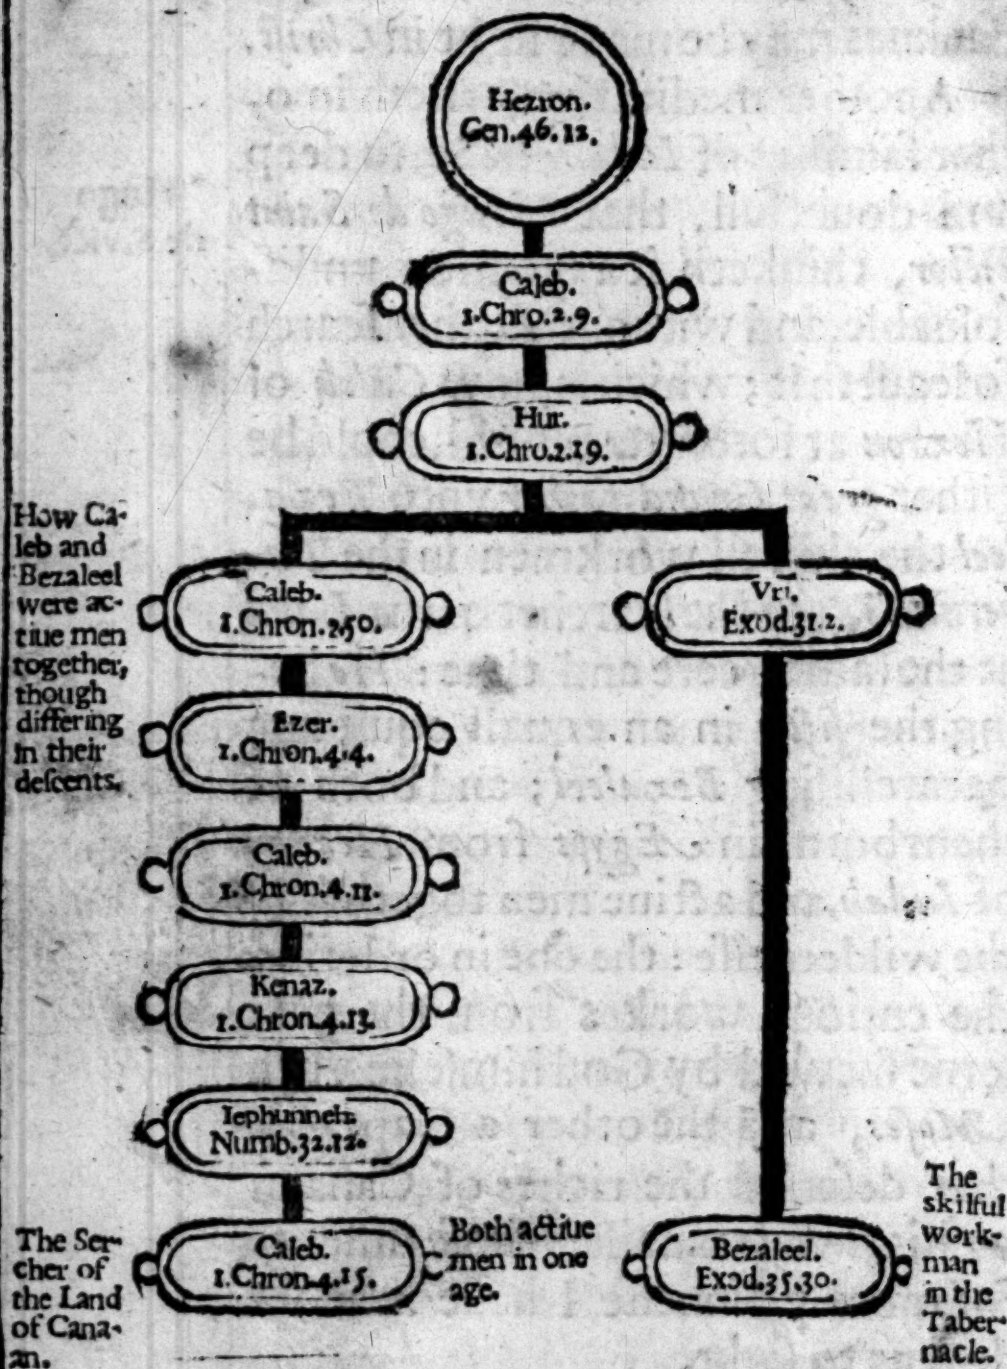 Hezron.
Gen.46.12.
Caleb.
1.Chro.2.9.
Hur.
1.Chro.2.19.
How Ca-
leb and
Bezaleel
were ac-
tiue men
together,
though
differing
in their
deſcents.
Caleb.
1.Chron.2.50.
Vri.
Exod.31.2.
Ezer.
1.Chron.4.4.
Caleb.
1.Chron.4.11.
Kenaz.
1.Chron.4.13.
Iephunneh.
Numb.32.12.
The Ser-
cher of
the Land
of Cana-
an.
Caleb.
1.Chron.4.15.
Both actiue
men in one
age.
Bezaleel.
Exod.35.30.
The
skilful
work-
man
in the
Taber-
nacle.